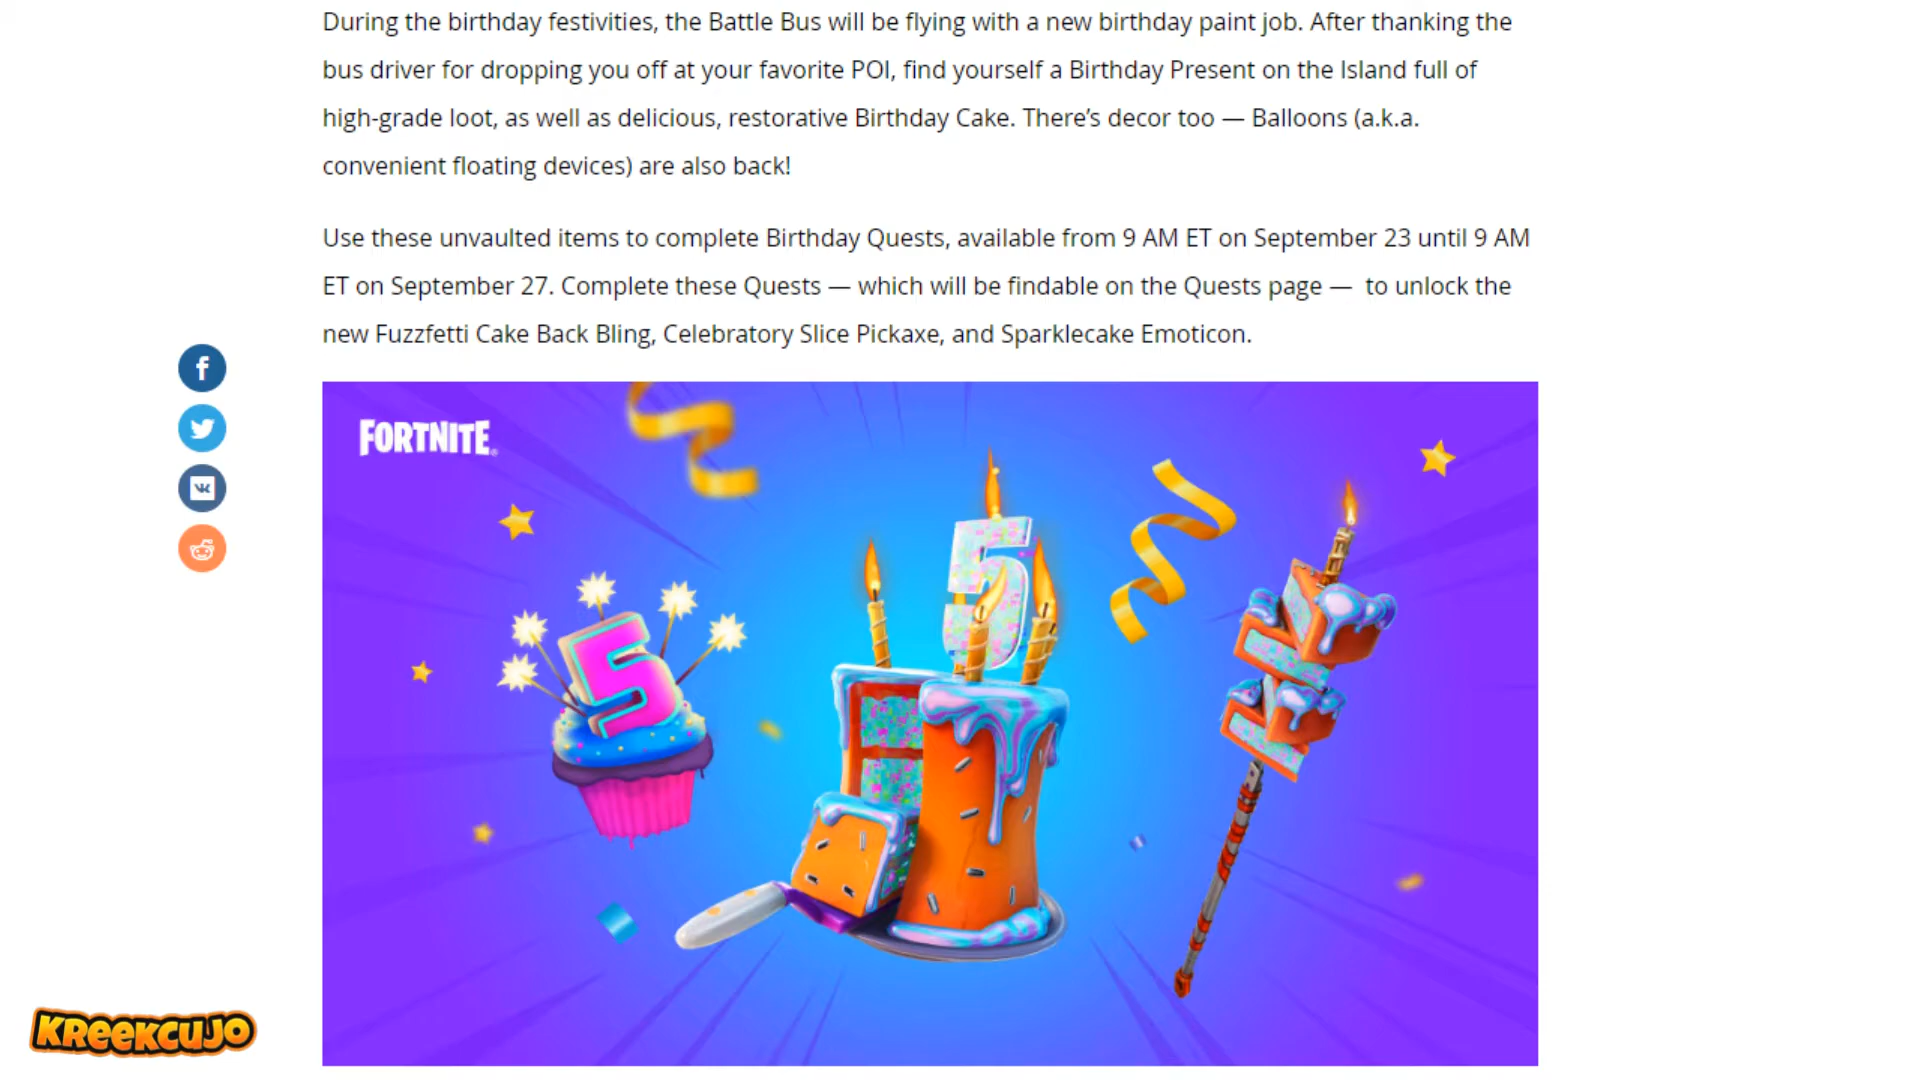 During the birthday festivities, the Battle Bus will be flying with a new birthday paint job. After thanking the
bus driver for dropping you off at your favorite POI, find yourself a Birthday Present on the Island full of
high-grade loot, as well as delicious, restorative Birthday Cake. There’s decor too — Balloons (a.k.a.
convenient floating devices) are also back!
Use these unvaulted items to complete Birthday Quests, available from 9 AM ET on September 23 until 9 AM
ET on September 27. Complete these Quests — which will be findable on the Quests page —  to unlock the
new Fuzzfetti Cake Back Bling, Celebratory Slice Pickaxe, and Sparklecake Emoticon.
FORTNITE
5
5
KREEKCUJO